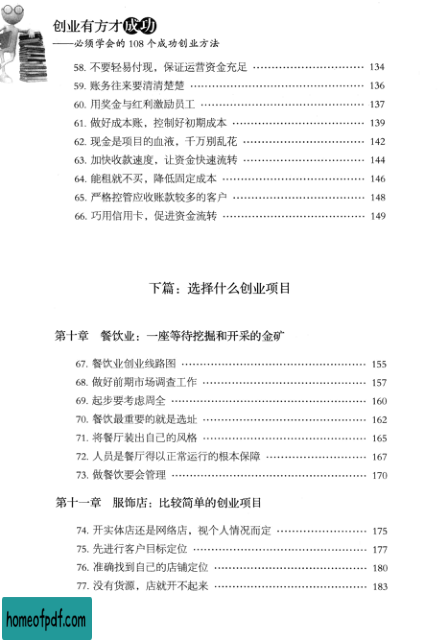 创业有方才成功
——必须学会的 108 个成功创业方法
58. 不要轻易付现，保证运营资金充足 ………………………… 134
59. 账务往来要清清楚楚 ………………………… 136
60. 用奖金与红利激励员工 ………………………… 137
61. 做好成本账，控制好初期成本 ………………………… 139
62. 现金是项目的血液，千万别乱花 ………………………… 142
63. 加快收款速度，让资金快速流转 ………………………… 144
64. 能租就不买，降低固定成本 ………………………… 146
65. 严格控管应收账款较多的客户 ………………………… 148
66. 巧用信用卡，促进资金流转 ………………………… 149
下篇：选择什么创业项目
第十章 餐饮业：一座等待挖掘和开采的金矿
67. 餐饮业创业线路图 ………………………… 155
68. 做好前期市场调查工作 ………………………… 157
69. 起步要考虑周全 ………………………… 160
70. 餐饮最重要的就是选址 ………………………… 162
71. 将餐厅装出自己的风格 ………………………… 165
72. 人员是餐厅得以正常运行的根本保障 ………………………… 167
73. 做餐饮要会管理 ………………………… 170
第十一章 服饰店：比较简单的创业项目
74. 开实体店还是网络店，视个人情况而定 ………………………… 175
75. 先进行客户目标定位 ………………………… 177
76. 准确找到自己的店铺定位 ………………………… 180
77. 没有货源，店就开不起来 ………………………… 183
homeofpdf.com